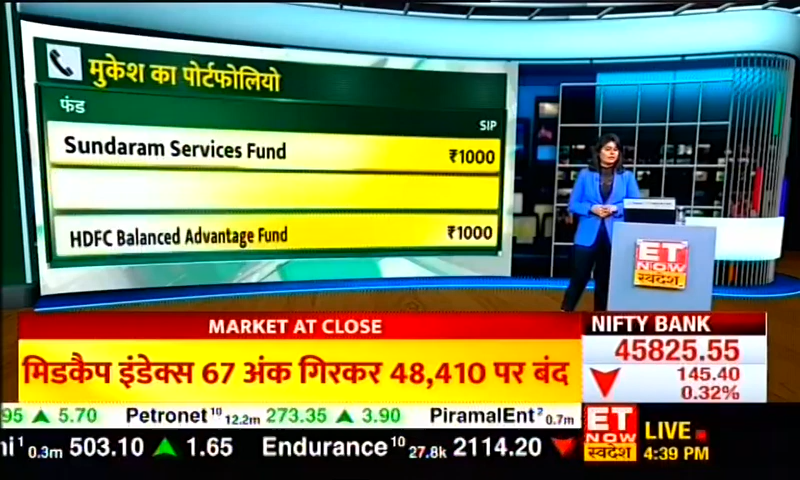 मुकेश का पोर्टफोलियो
फंड
SIP
Sundaram Services Fund ₹1000
HDFC Balanced Advantage Fund ₹1000
ET
NOW
स्वदेश
MARKET AT CLOSE
मिडकैप इंडेक्स 67 अंक गिरकर 48,410 पर बंद
NIFTY BANK
45825.55
145.40
0.32%
95 ▲ 5.70 Petronet 10 12.2m 273.35 ▲ 3.90 PiramalEnt 2 0.7m
hi 1 0.3m 503.10 ▲ 1.65 Endurance 10 27.8k 2114.20 ▼
ET
NOW
स्वदेश
LIVE
4:39 PM